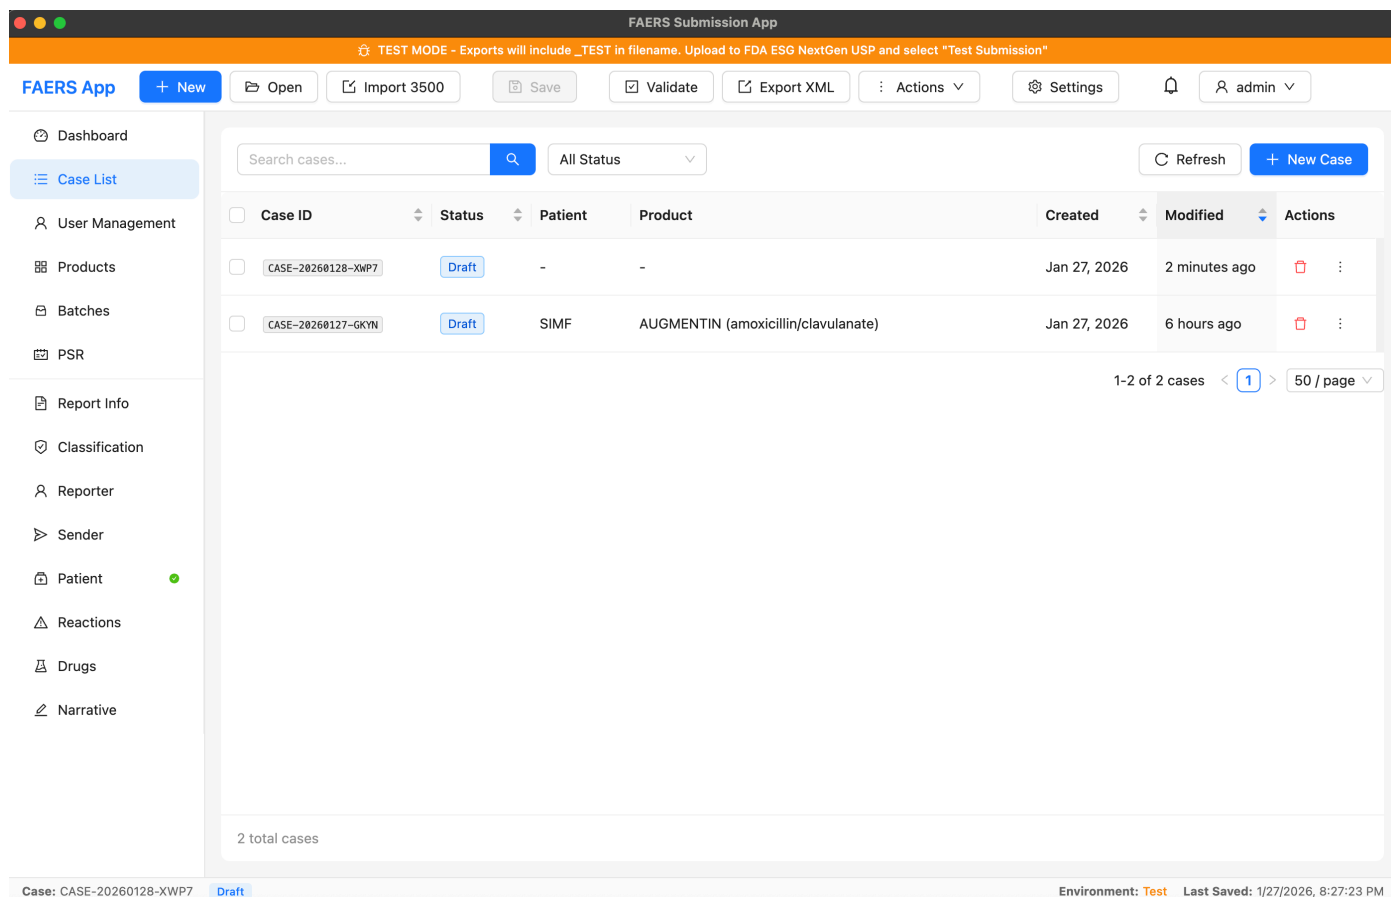 FAERS Submission App
TEST MODE - Exports will include _TEST in filename. Upload to FDA ESG NextGen USP and select "Test Submission"
FAERS App
New
Open
Import 3500
Save
Validate
Export XML
Actions
Settings
admin
Dashboard
Case List
User Management
Products
Batches
PSR
Report Info
Classification
Reporter
Sender
Patient
Reactions
Drugs
Narrative
Search cases...
All Status
Refresh
New Case
Case ID Status Patient Product Created Modified Actions
CASE-20260128-XWP7 Draft - - Jan 27, 2026 2 minutes ago
CASE-20260127-GKYN Draft SIMF AUGMENTIN (amoxicillin/clavulanate) Jan 27, 2026 6 hours ago
1-2 of 2 cases < 1 > 50 / page
2 total cases
Case: CASE-20260128-XWP7 Draft Environment: Test Last Saved: 1/27/2026, 8:27:23 PM